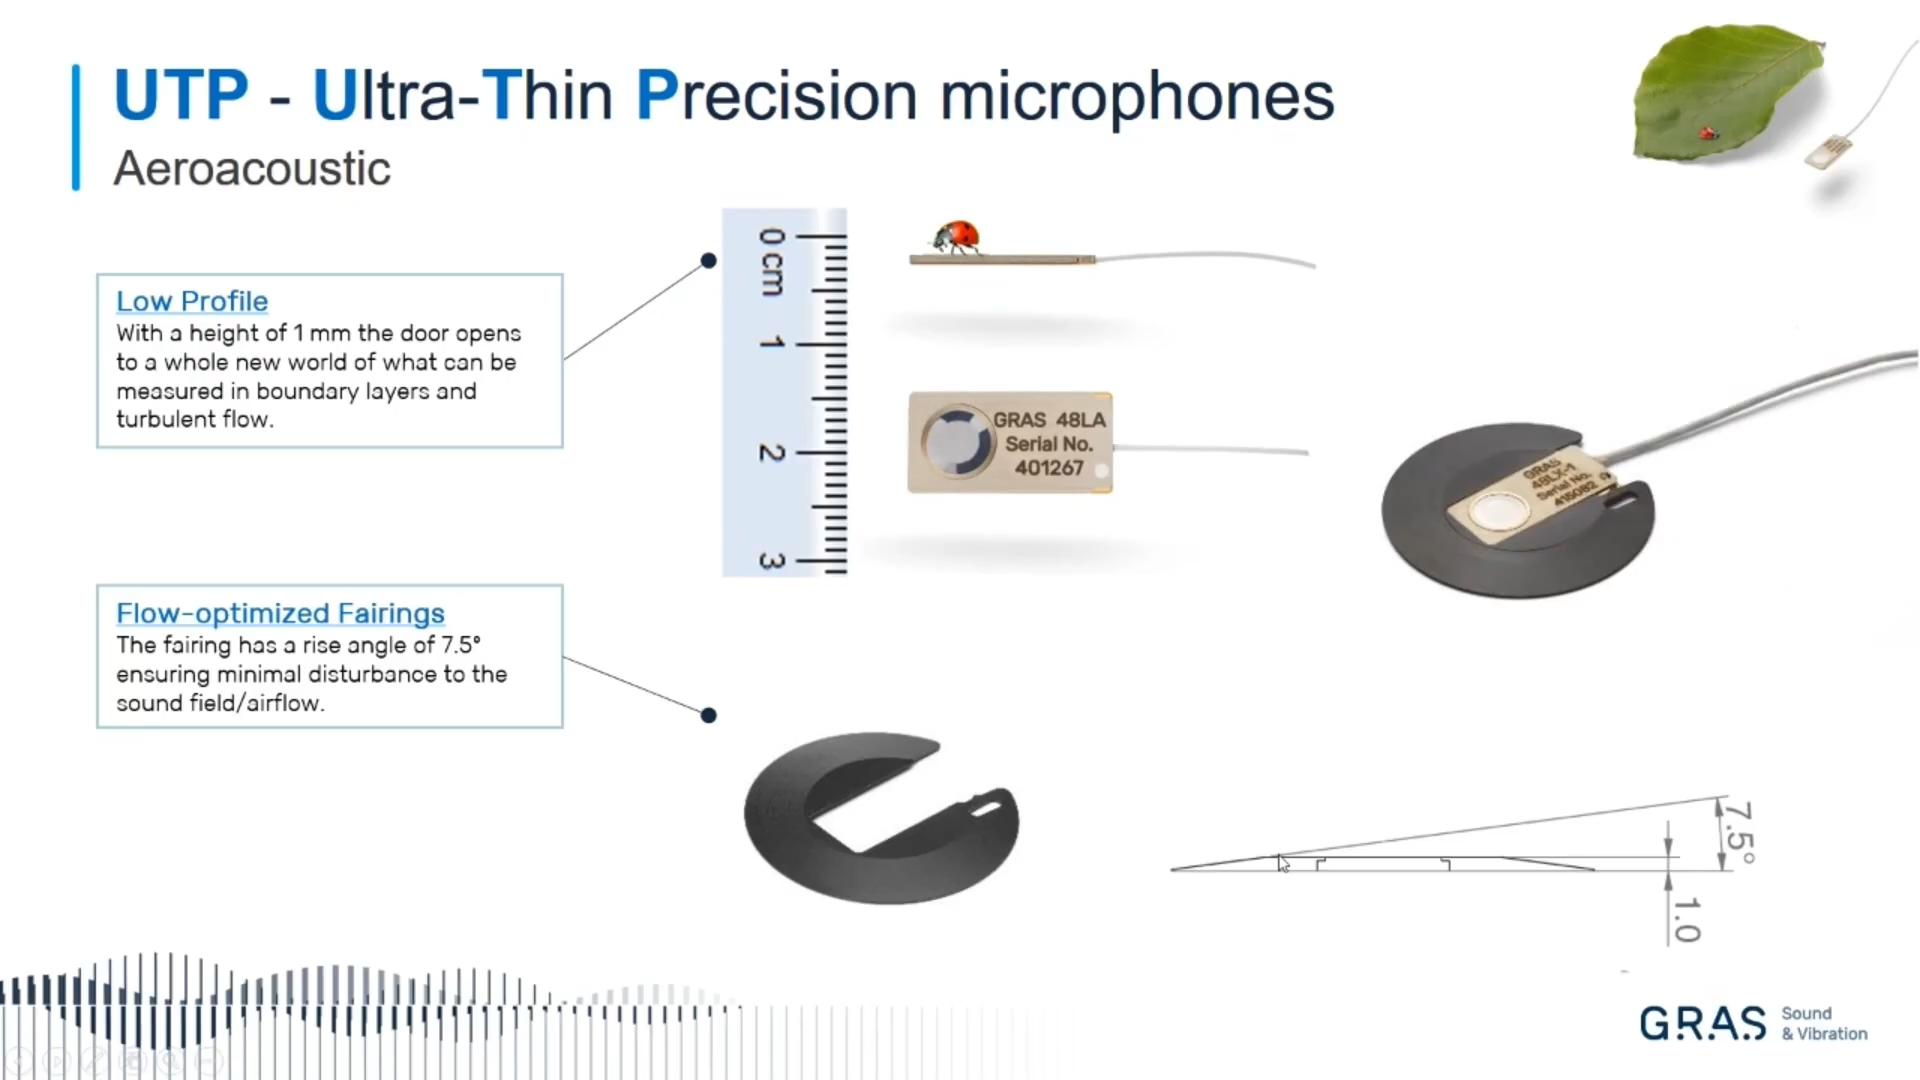 UTP - Ultra-Thin Precision microphones
Aeroacoustic
Low Profile
With a height of 1 mm the door opens
to a whole new world of what can be
measured in boundary layers and
turbulent flow.
0 cm
1
2
3
GRAS 48LA
Serial No.
401267
GRAS
48LX-1
Serial No.
415082
Flow-optimized Fairings
The fairing has a rise angle of 7.5°
ensuring minimal disturbance to the
sound field/airflow.
7.5°
1.0
GRAS Sound
& Vibration